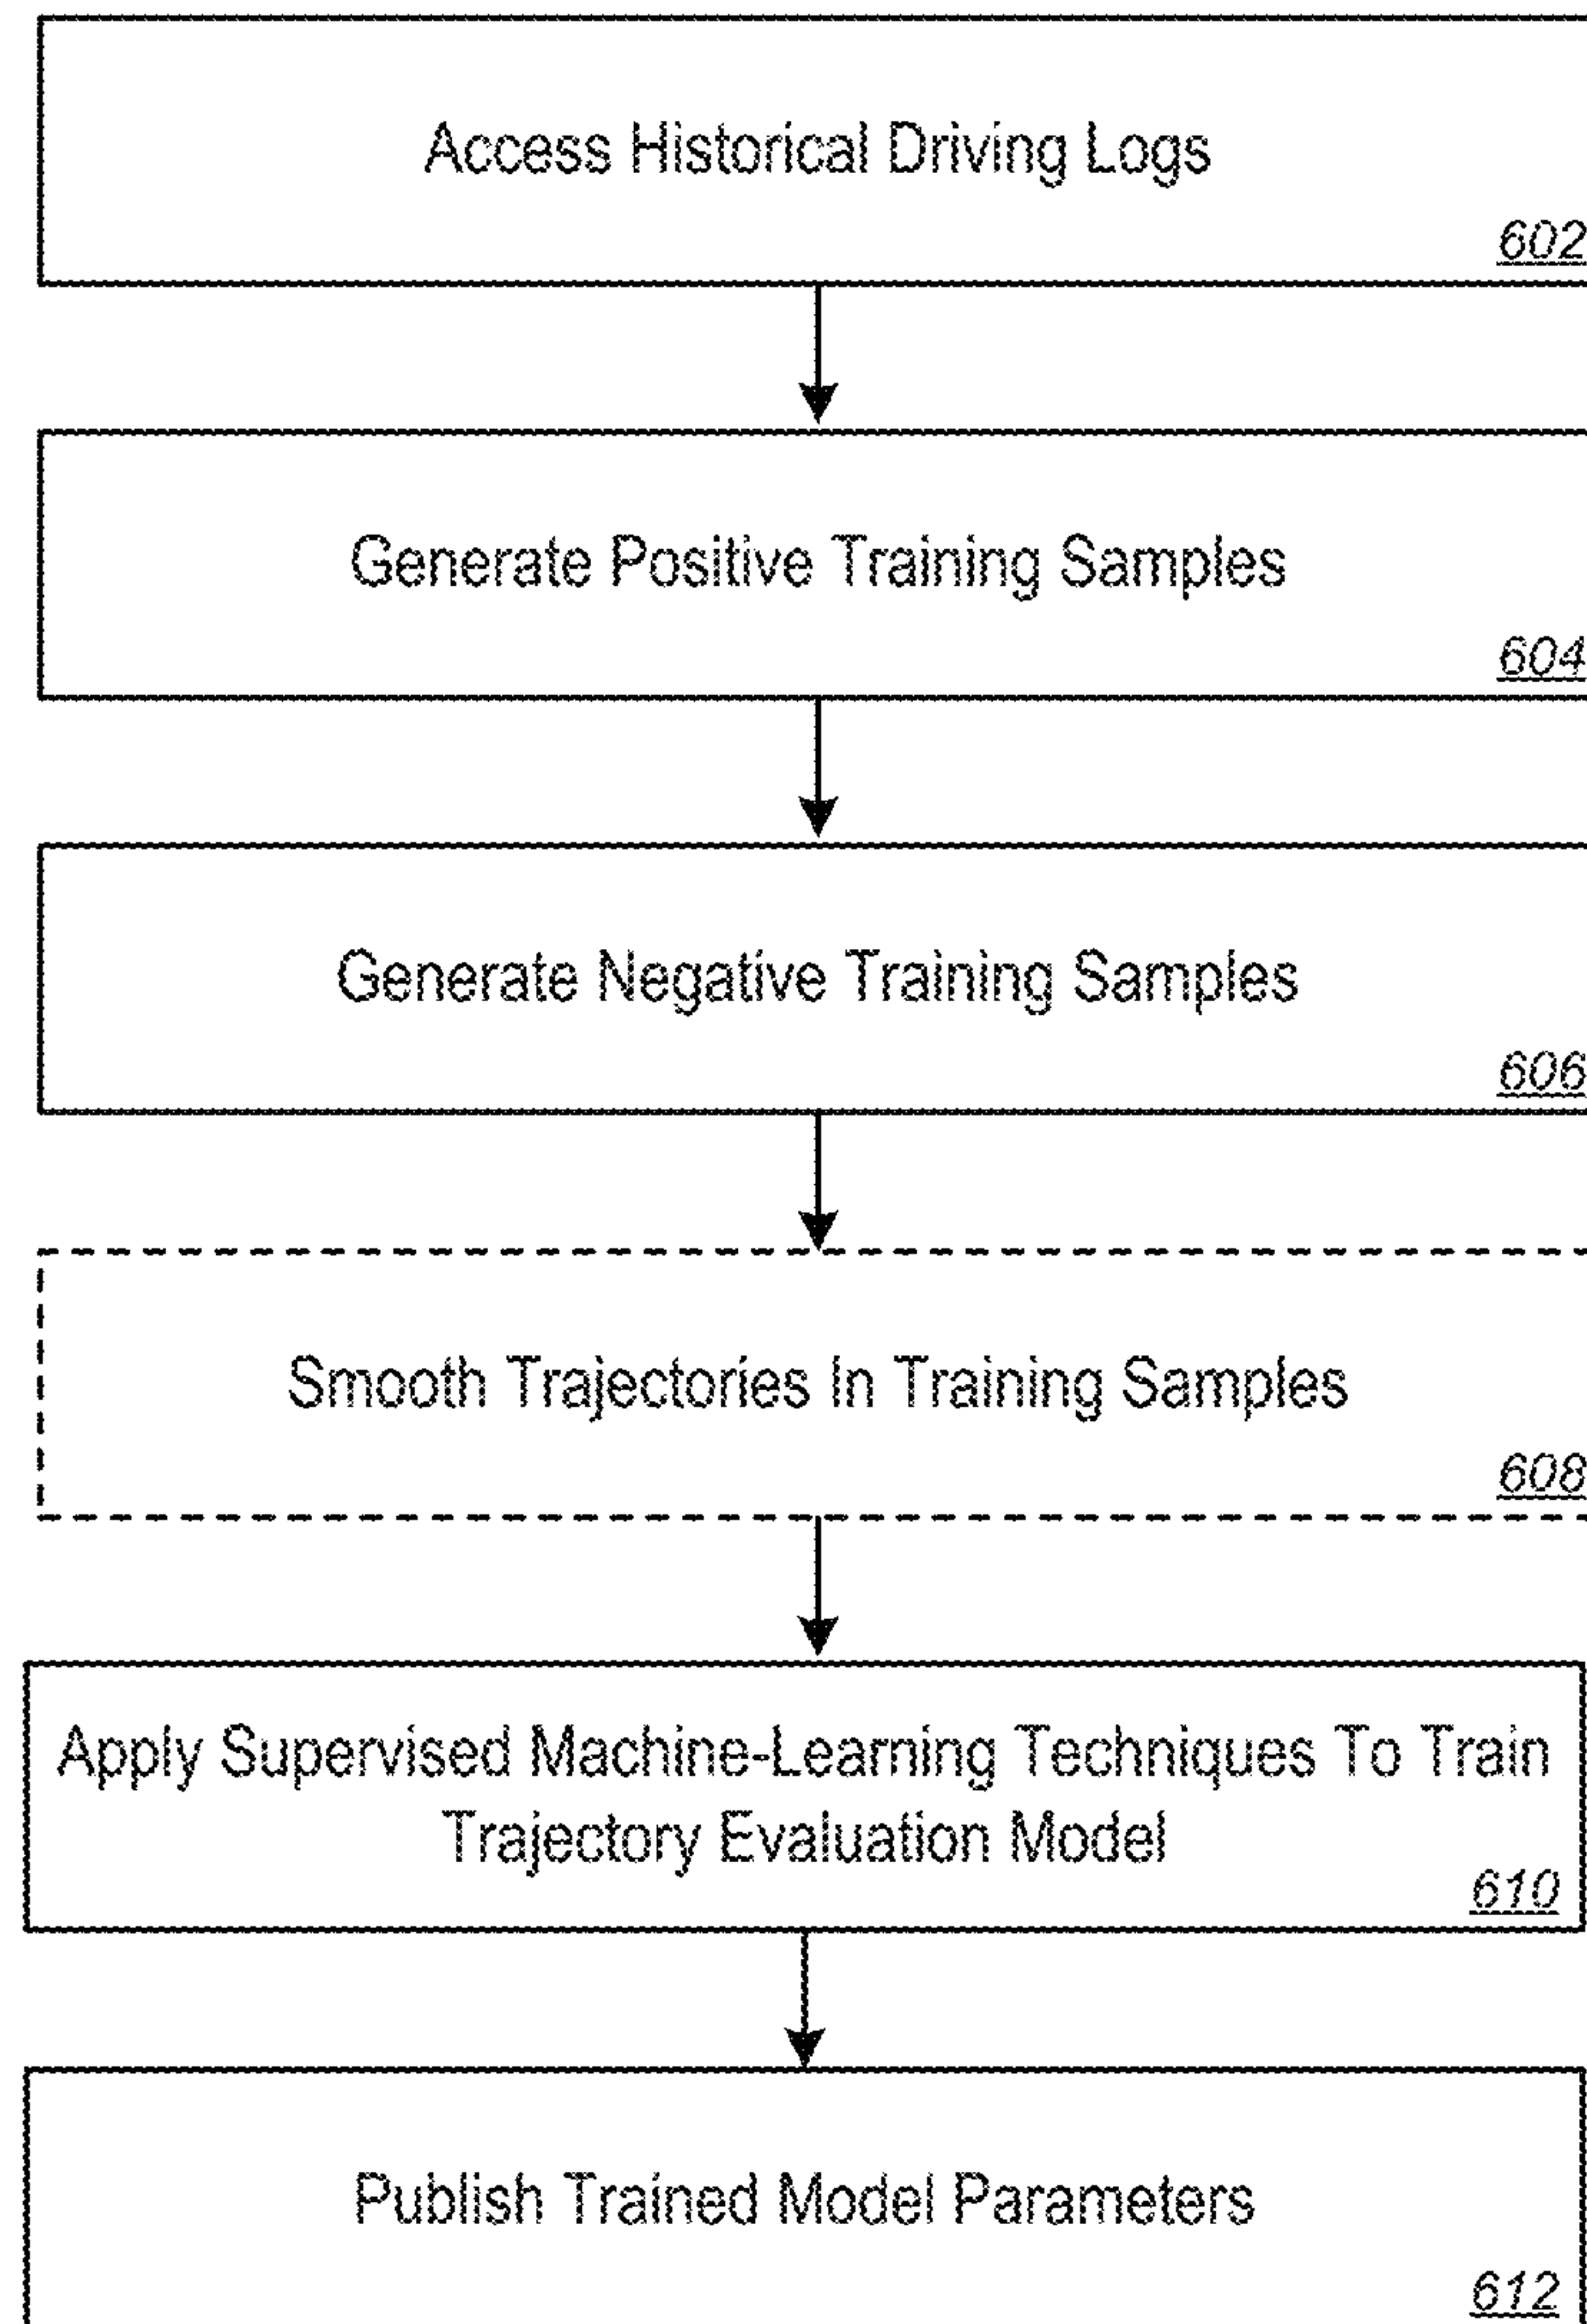 Access Historical Driving Logs
602
Generate Positive Training Samples
604
Generate Negative Training Samples
606
Smooth Trajectories In Training Samples
608
Apply Supervised Machine-Learning Techniques To Train
Trajectory Evaluation Model
610
Publish Trained Model Parameters
612